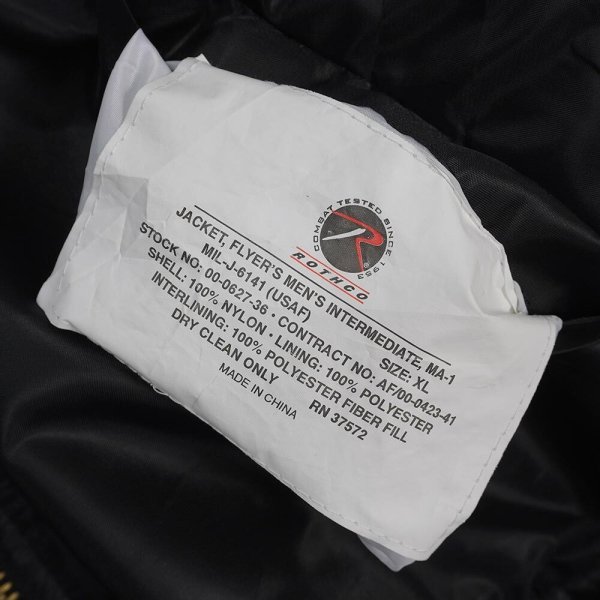 COMBAT TESTED SINCE 1953
R
ROTHCO
JACKET, FLYER'S MEN'S INTERMEDIATE, MA-1
MIL-J-6141 (USAF) SIZE: XL
STOCK NO: 00-0627-36 · CONTRACT NO: AF/00-0423-41
SHELL: 100% NYLON · LINING: 100% POLYESTER
INTERLINING: 100% POLYESTER FIBER FILL
DRY CLEAN ONLY RN 37572
MADE IN CHINA